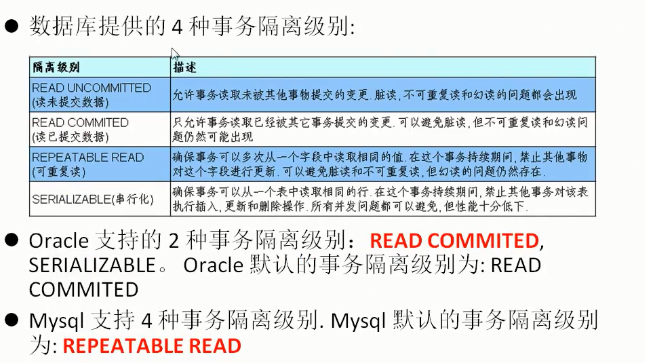 ● 数据库提供的 4 种事务隔离级别:
隔离级别 描述
READ UNCOMMITTED
(读未提交数据)
允许事务读取未被其他事物提交的变更.脏读,不可重复读和幻读的问题都会出现
READ COMMITED
(读已提交数据)
只允许事务读取已经被其它事务提交的变更.可以避免脏读,但不可重复读和幻读问
题仍然可能出现
REPEATABLE READ
(可重复读)
确保事务可以多次从一个字段中读取相同的值.在这个事务持续期间,禁止其他事物
对这个字段进行更新.可以避免脏读和不可重复读,但幻读的问题仍然存在.
SERIALIZABLE(串行化)
确保事务可以从一个表中读取相同的行.在这个事务持续期间,禁止其他事务对该表
执行插入,更新和删除操作.所有并发问题都可以避免,但性能十分低下.
● Oracle 支持的 2 种事务隔离级别：READ COMMITED,
SERIALIZABLE。 Oracle 默认的事务隔离级别为: READ
COMMITED
● Mysql 支持 4 种事务隔离级别. Mysql 默认的事务隔离级别
为: REPEATABLE READ